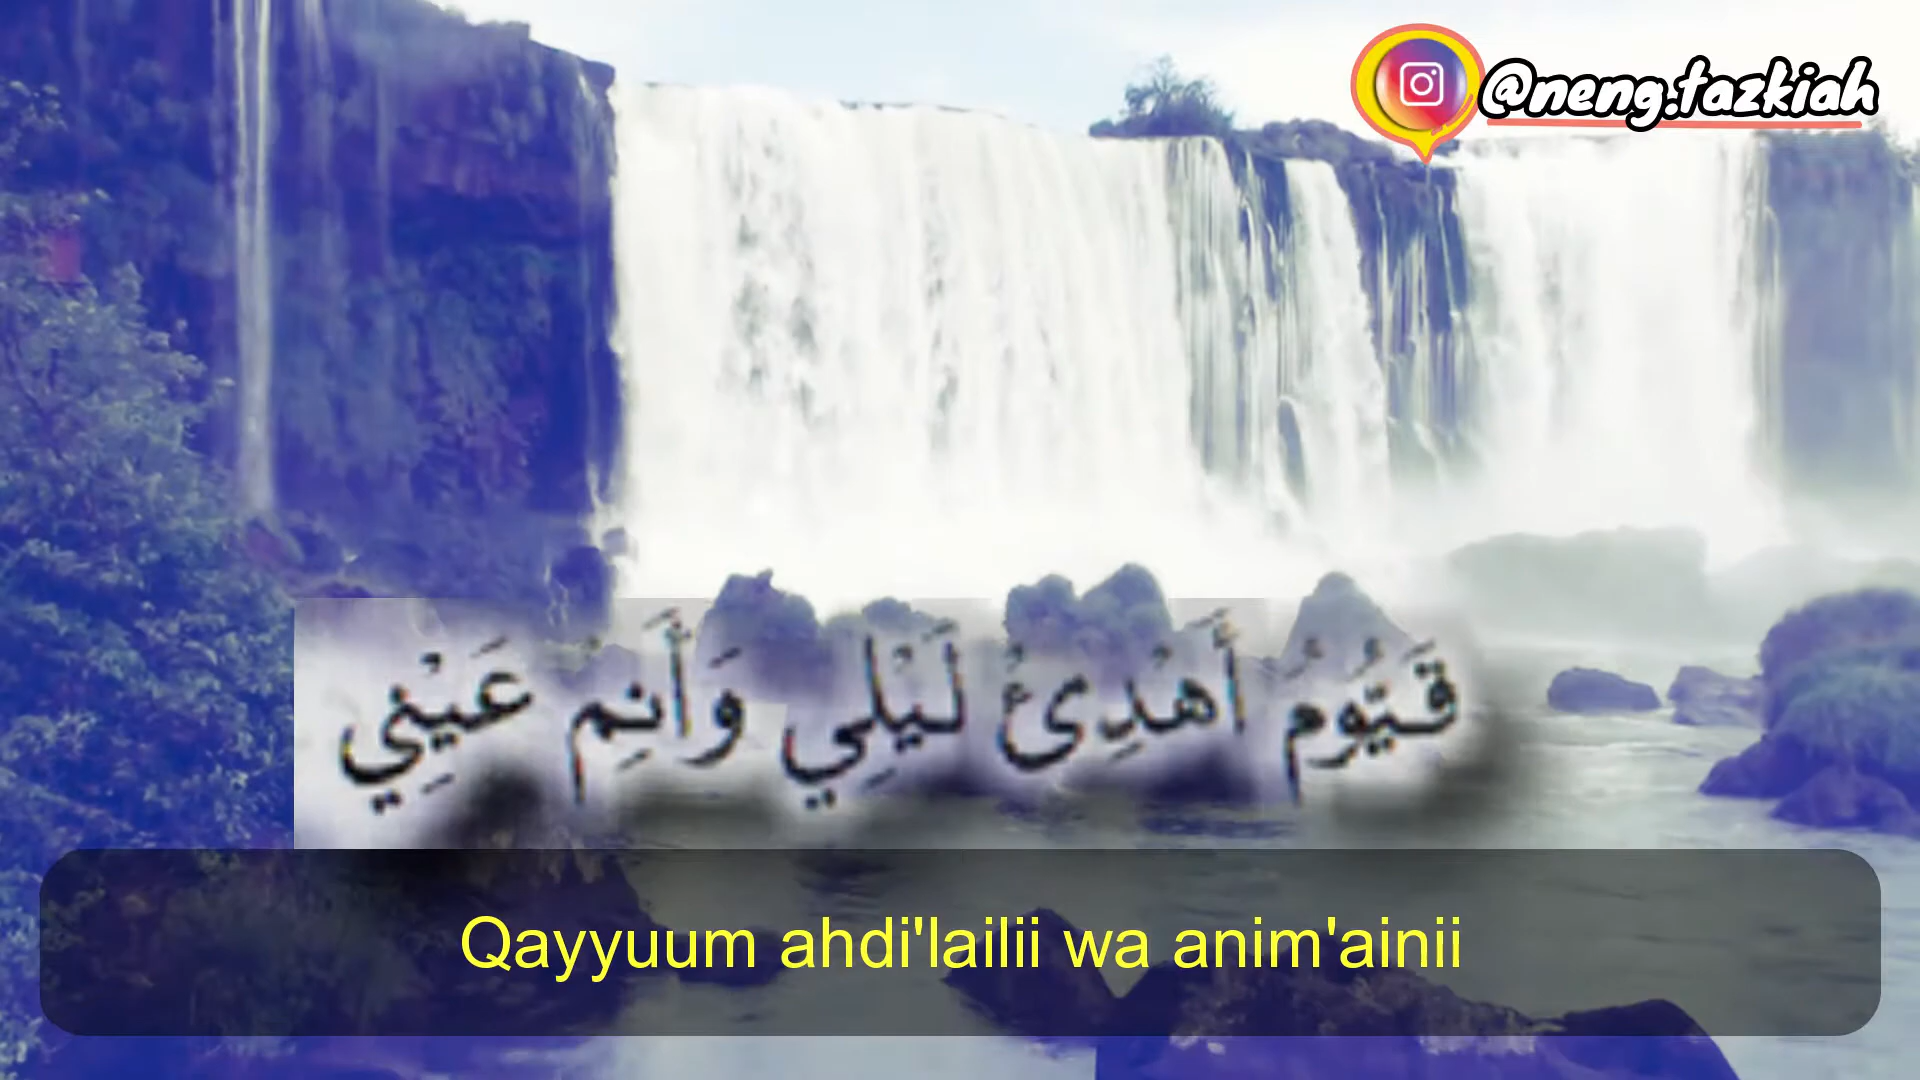 @neng.tazkiah
قَيُّوْمُ أَهْدِئْ لَيْلِي وَأَنِمْ عَيْنِي
Qayyuum ahdi'lailii wa anim'ainii